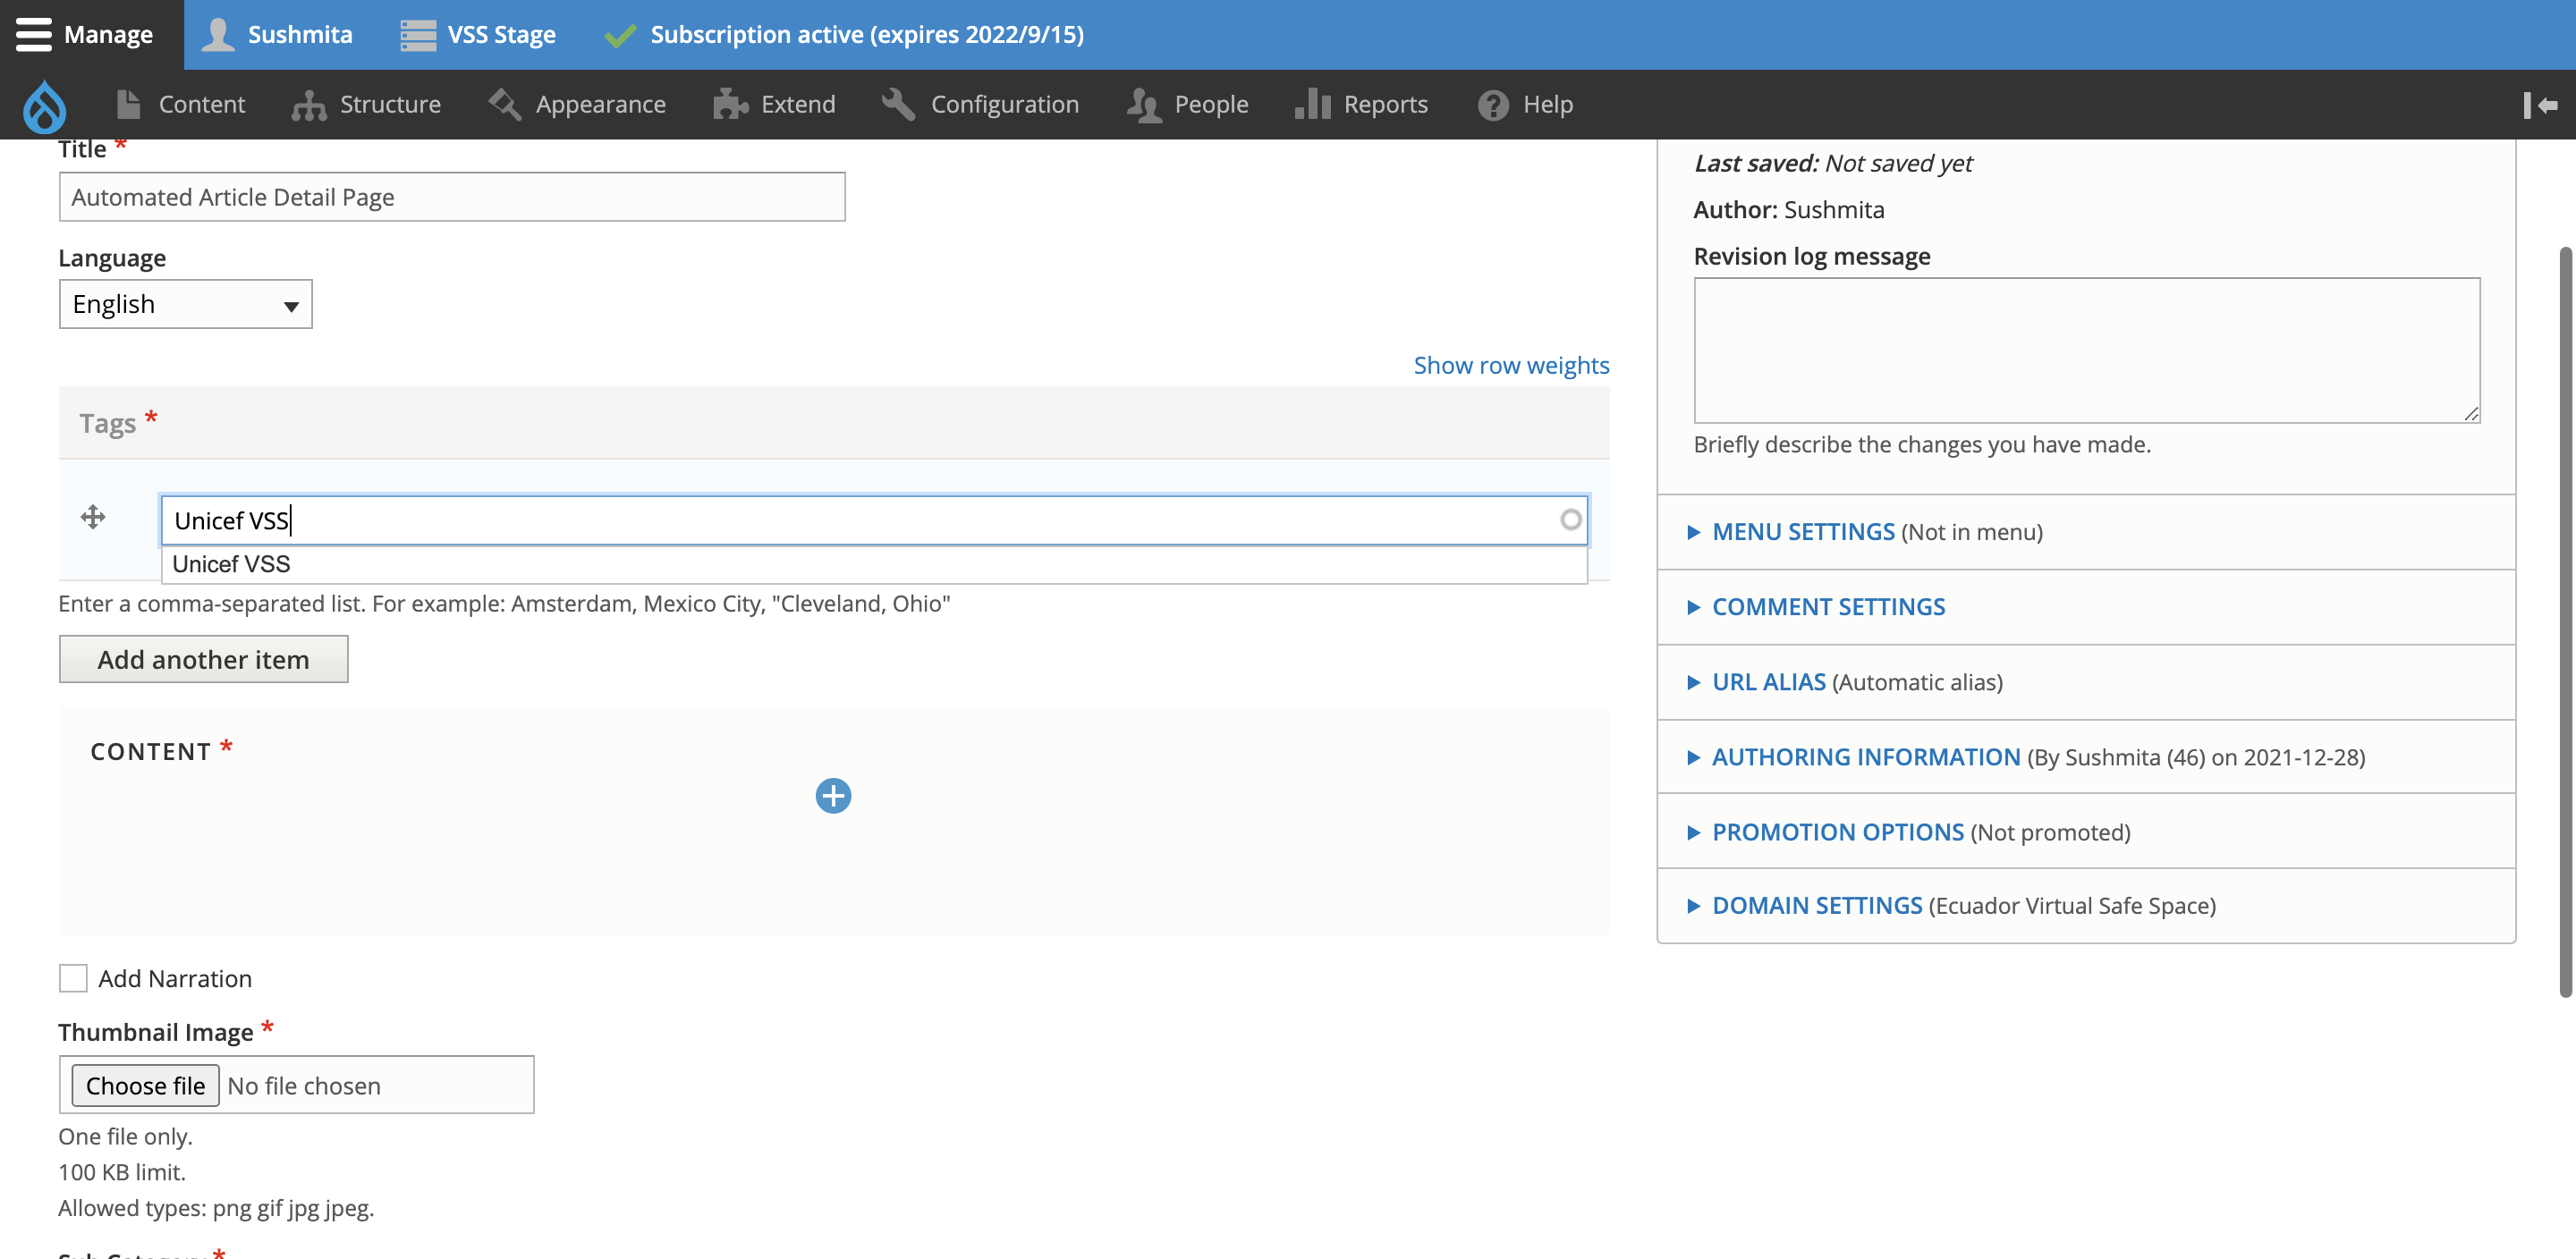 Manage
Sushmita
VSS Stage
Subscription active (expires 2022/9/15)
Content
Structure
Appearance
Extend
Configuration
People
Reports
Help
Title *
Automated Article Detail Page
Language
English
Show row weights
Tags *
Unicef VSS
Unicef VSS
Enter a comma-separated list. For example: Amsterdam, Mexico City, "Cleveland, Ohio"
Add another item
CONTENT *
Add Narration
Thumbnail Image *
Choose file No file chosen
One file only.
100 KB limit.
Allowed types: png gif jpg jpeg.
Sub Category *
Last saved: Not saved yet
Author: Sushmita
Revision log message
Briefly describe the changes you have made.
MENU SETTINGS (Not in menu)
COMMENT SETTINGS
URL ALIAS (Automatic alias)
AUTHORING INFORMATION (By Sushmita (46) on 2021-12-28)
PROMOTION OPTIONS (Not promoted)
DOMAIN SETTINGS (Ecuador Virtual Safe Space)